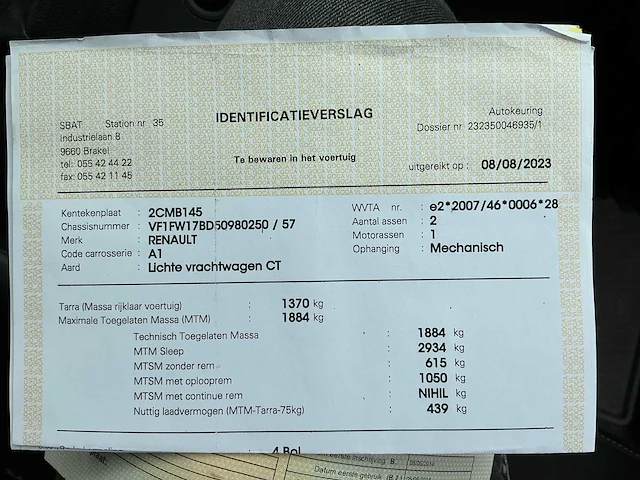 IDENTIFICATIEVERSLAG
SBAT Station nr 35
Industrielaan 8
9660 Brakel
tel: 055 42 44 22
fax: 055 42 11 45
Te bewaren in het voertuig
Autokeuring
Dossier nr 232350046935/1
uitgereikt op : 08/08/2023
Kentekenplaat : 2CMB145
Chassisnummer : VF1FW17BD50980250 / 57
Merk : RENAULT
Code carrosserie : A1
Aard : Lichte vrachtwagen CT
WVTA nr. : e2*2007/46*0006*28
Aantal assen : 2
Motorassen : 1
Ophanging : Mechanisch
Tarra (Massa rijklaar voertuig) : 1370 kg
Maximale Toegelaten Massa (MTM) : 1884 kg
Technisch Toegelaten Massa : 1884 kg
MTM Sleep : 2934 kg
MTSM zonder rem : 615 kg
MTSM met oplooprem : 1050 kg
MTSM met continue rem : NIHIL kg
Nuttig laadvermogen (MTM-Tarra-75kg) : 439 kg
Datum eerste gebruik